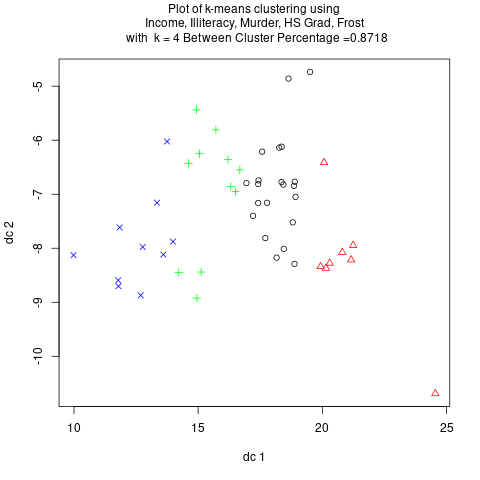 Plot of k-means clustering using
Income, Illiteracy, Murder, HS Grad, Frost
with k = 4 Between Cluster Percentage =0.8718
-5
-6
-7
-8
-9
-10
dc 2
10 15 20 25
dc 1